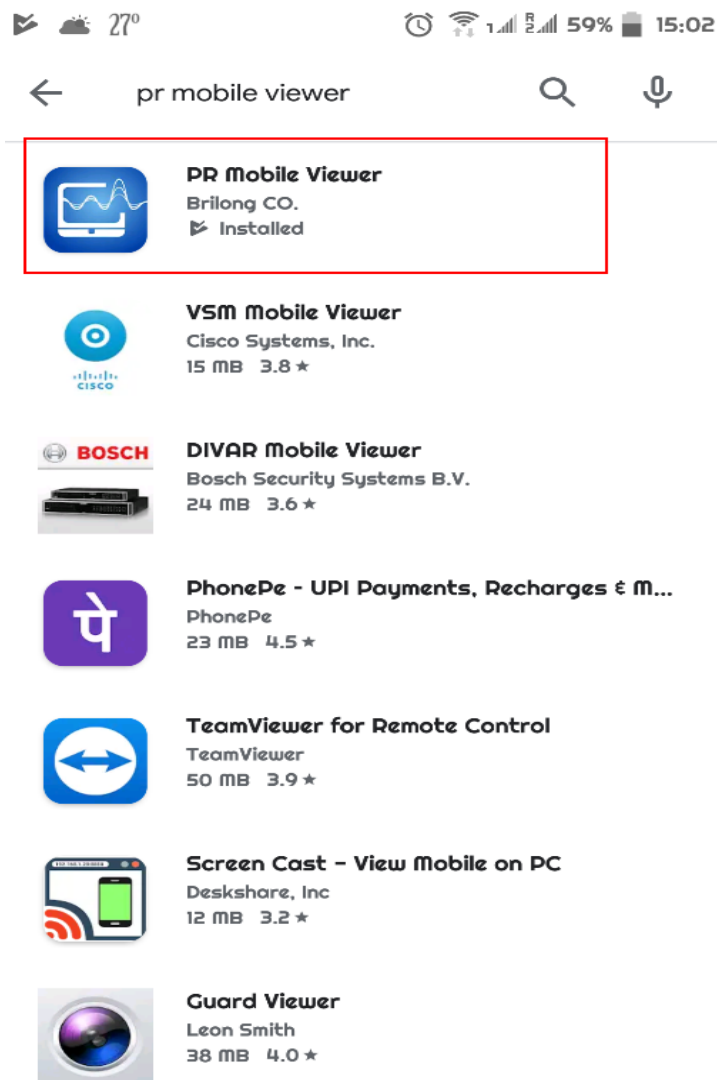 27° 1 R 2 59% 15:02
pr mobile viewer
PR Mobile Viewer
Brilong CO.
Installed
VSM Mobile Viewer
Cisco Systems, Inc.
15 MB 3.8 ★
CISCO
BOSCH
DIVAR Mobile Viewer
Bosch Security Systems B.V.
24 MB 3.6 ★
पे
PhonePe - UPI Payments, Recharges & M...
PhonePe
23 MB 4.5 ★
TeamViewer for Remote Control
TeamViewer
50 MB 3.9 ★
Screen Cast – View Mobile on PC
Deskshare, Inc
12 MB 3.2 ★
Guard Viewer
Leon Smith
38 MB 4.0 ★